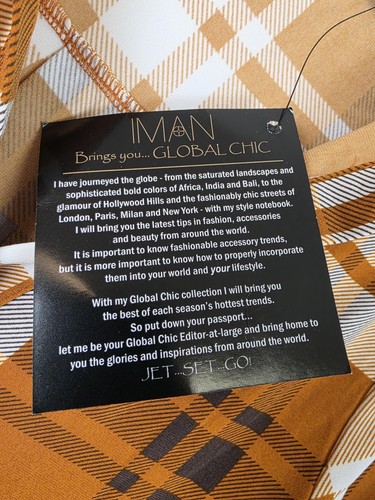 IMAN
Brings you... GLOBAL CHIC
I have journeyed the globe - from the saturated landscapes and
sophisticated bold colors of Africa, India and Bali, to the
glamour of Hollywood Hills and the fashionably chic streets of
London, Paris, Milan and New York - with my style notebook.
I will bring you the latest tips in fashion, accessories
and beauty from around the world.
It is important to know fashionable accessory trends,
but it is more important to know how to properly incorporate
them into your world and your lifestyle.
With my Global Chic collection I will bring you
the best of each season's hottest trends.
So put down your passport...
let me be your Global Chic Editor-at-large and bring home to
you the glories and inspirations from around the world.
JET...SET...GO!